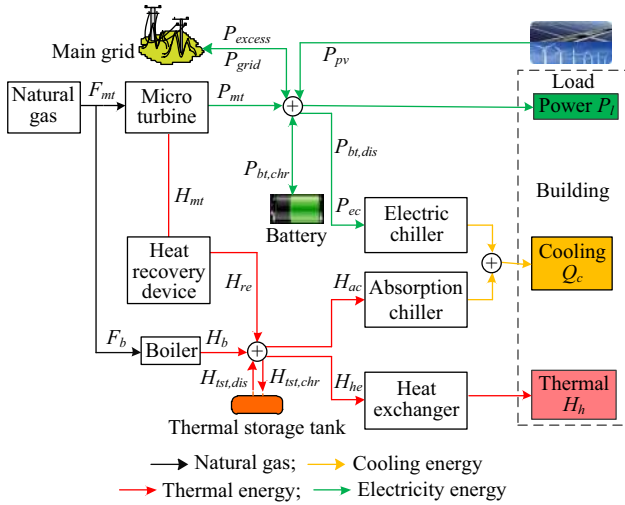 Main grid
P_excess
P_grid
P_pv
Load
Power P_l
Natural
gas
F_mt
Micro
turbine
P_mt
P_bt,dis
P_bt,chr
Battery
H_mt
P_ec
Electric
chiller
Building
Cooling
Q_c
Heat
recovery
device
H_re
H_ac
Absorption
chiller
F_b
Boiler
H_b
H_tst,dis
H_tst,chr
H_he
Heat
exchanger
Thermal
H_h
Thermal storage tank
Natural gas;
Cooling energy
Thermal energy;
Electricity energy